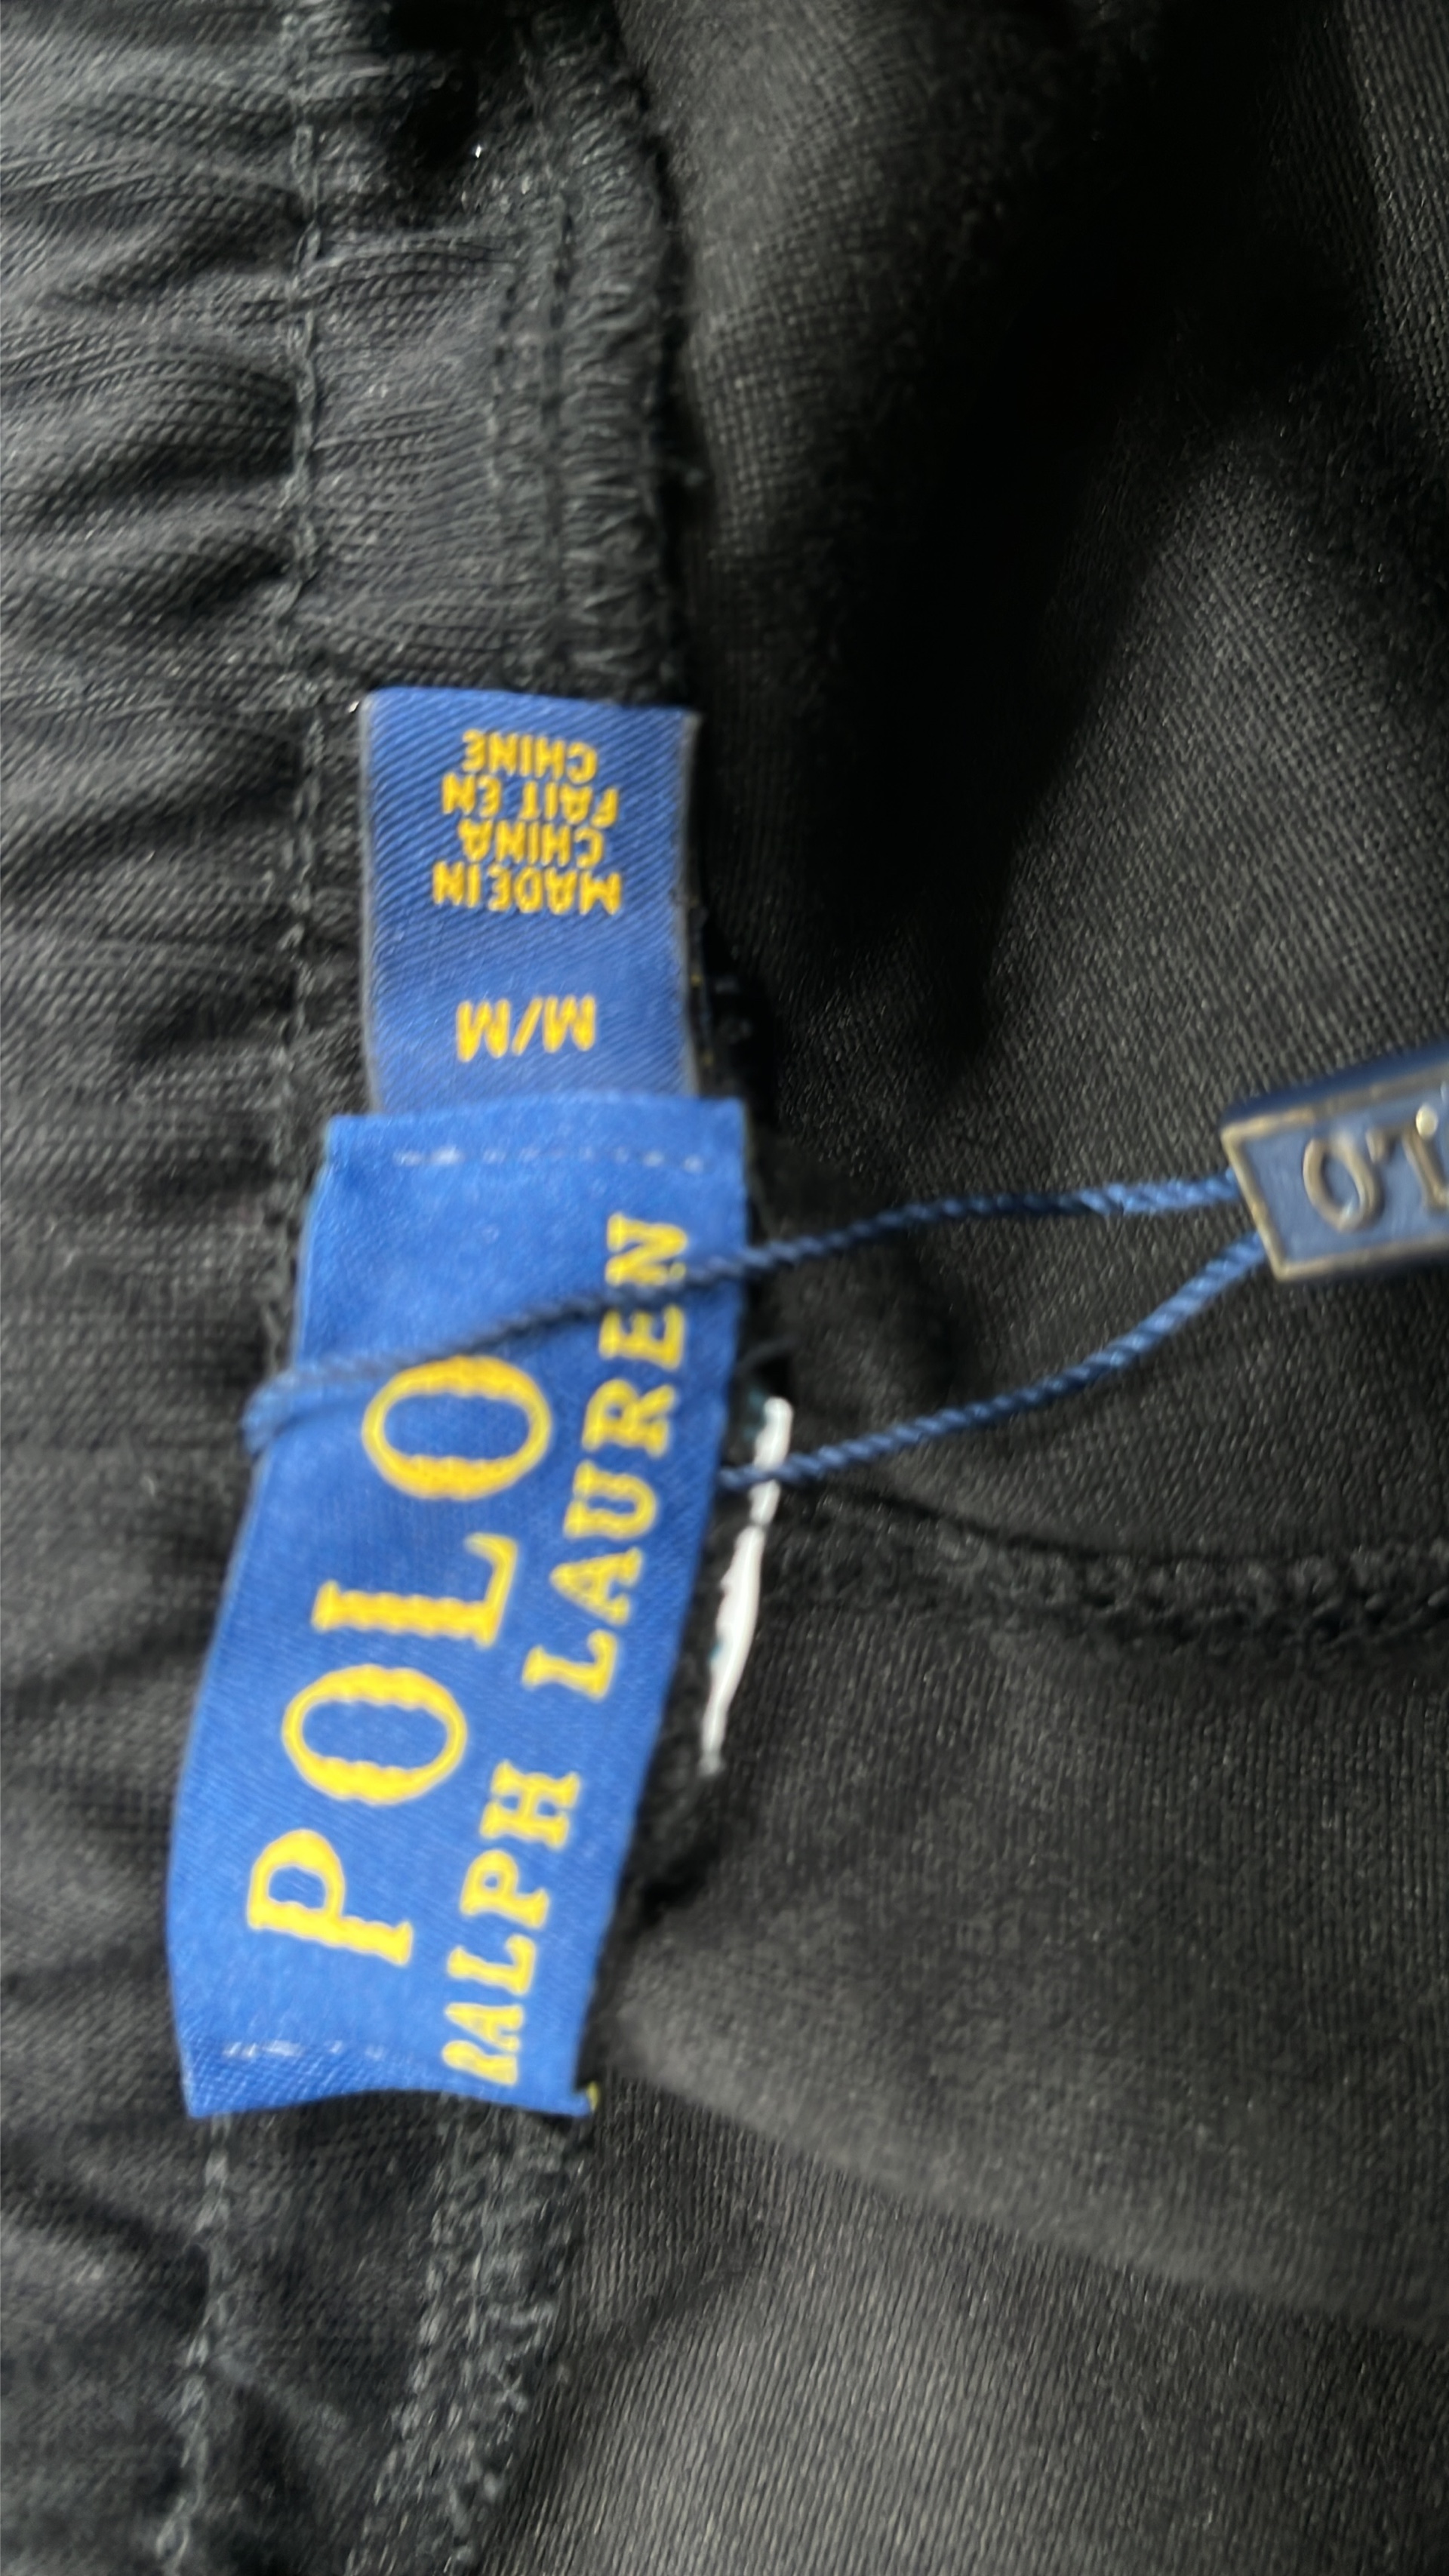 POLO
RALPH LAUREN
M/M
MADE IN
CHINA
FAIT EN
CHINE